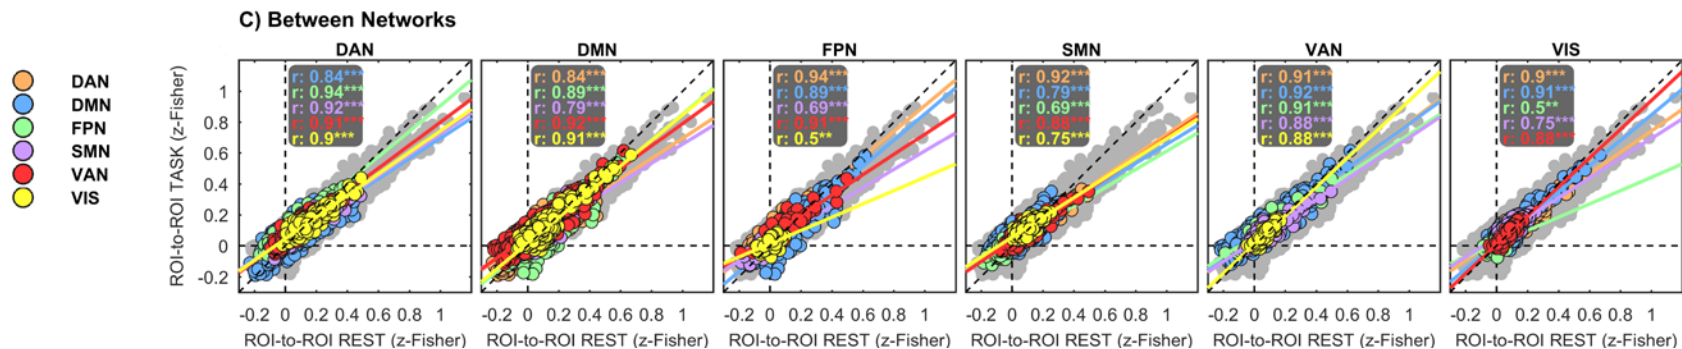 C) Between Networks
DAN
DMN
FPN
SMN
VAN
VIS
DAN
r: 0.84***
r: 0.94***
r: 0.92***
r: 0.91***
r: 0.9***
DMN
r: 0.84***
r: 0.89***
r: 0.79***
r: 0.92***
r: 0.91***
FPN
r: 0.94***
r: 0.89***
r: 0.69***
r: 0.91***
r: 0.5**
SMN
r: 0.92***
r: 0.79***
r: 0.69***
r: 0.88***
r: 0.75***
VAN
r: 0.91***
r: 0.92***
r: 0.91***
r: 0.88***
r: 0.88***
VIS
r: 0.9***
r: 0.91***
r: 0.5**
r: 0.75***
r: 0.88***
ROI-to-ROI TASK (z-Fisher)
1
0.8
0.6
0.4
0.2
0
-0.2
-0.2 0 0.2 0.4 0.6 0.8 1
-0.2 0 0.2 0.4 0.6 0.8 1
-0.2 0 0.2 0.4 0.6 0.8 1
-0.2 0 0.2 0.4 0.6 0.8 1
-0.2 0 0.2 0.4 0.6 0.8 1
-0.2 0 0.2 0.4 0.6 0.8 1
ROI-to-ROI REST (z-Fisher)
ROI-to-ROI REST (z-Fisher)
ROI-to-ROI REST (z-Fisher)
ROI-to-ROI REST (z-Fisher)
ROI-to-ROI REST (z-Fisher)
ROI-to-ROI REST (z-Fisher)